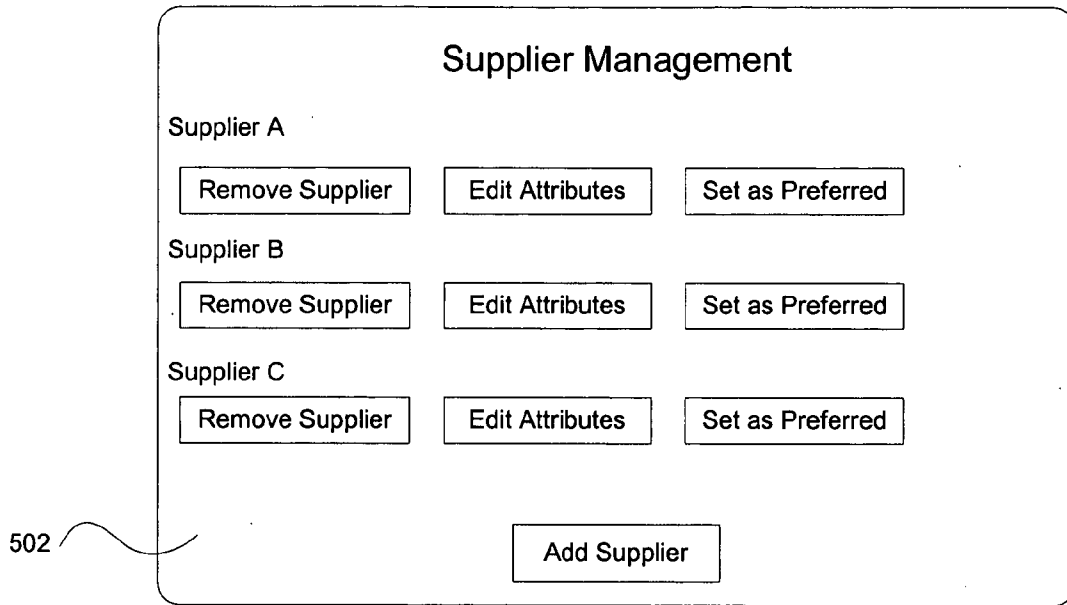 Supplier Management
Supplier A
Remove Supplier Edit Attributes Set as Preferred
Supplier B
Remove Supplier Edit Attributes Set as Preferred
Supplier C
Remove Supplier Edit Attributes Set as Preferred
502
Add Supplier